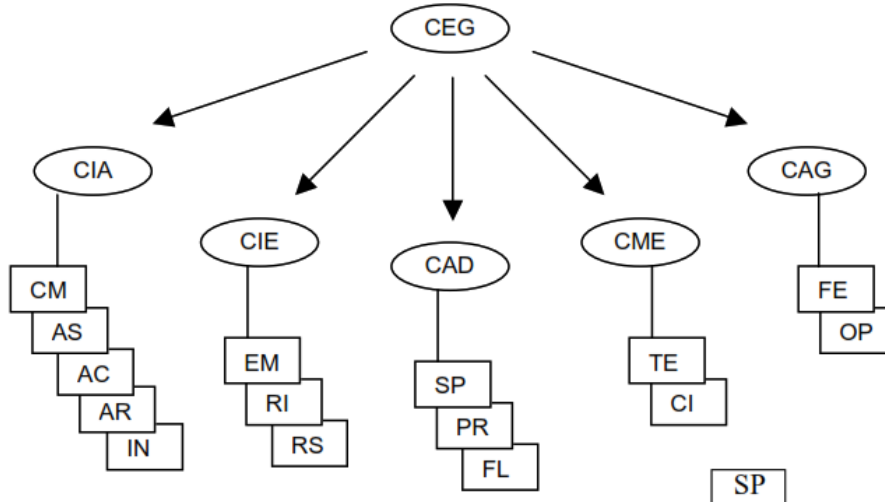 CEG
CIA
CAG
CIE
CME
CAD
CM
AS
AC
AR
IN
EM
RI
RS
SP
PR
FL
TE
CI
FE
OP
SP